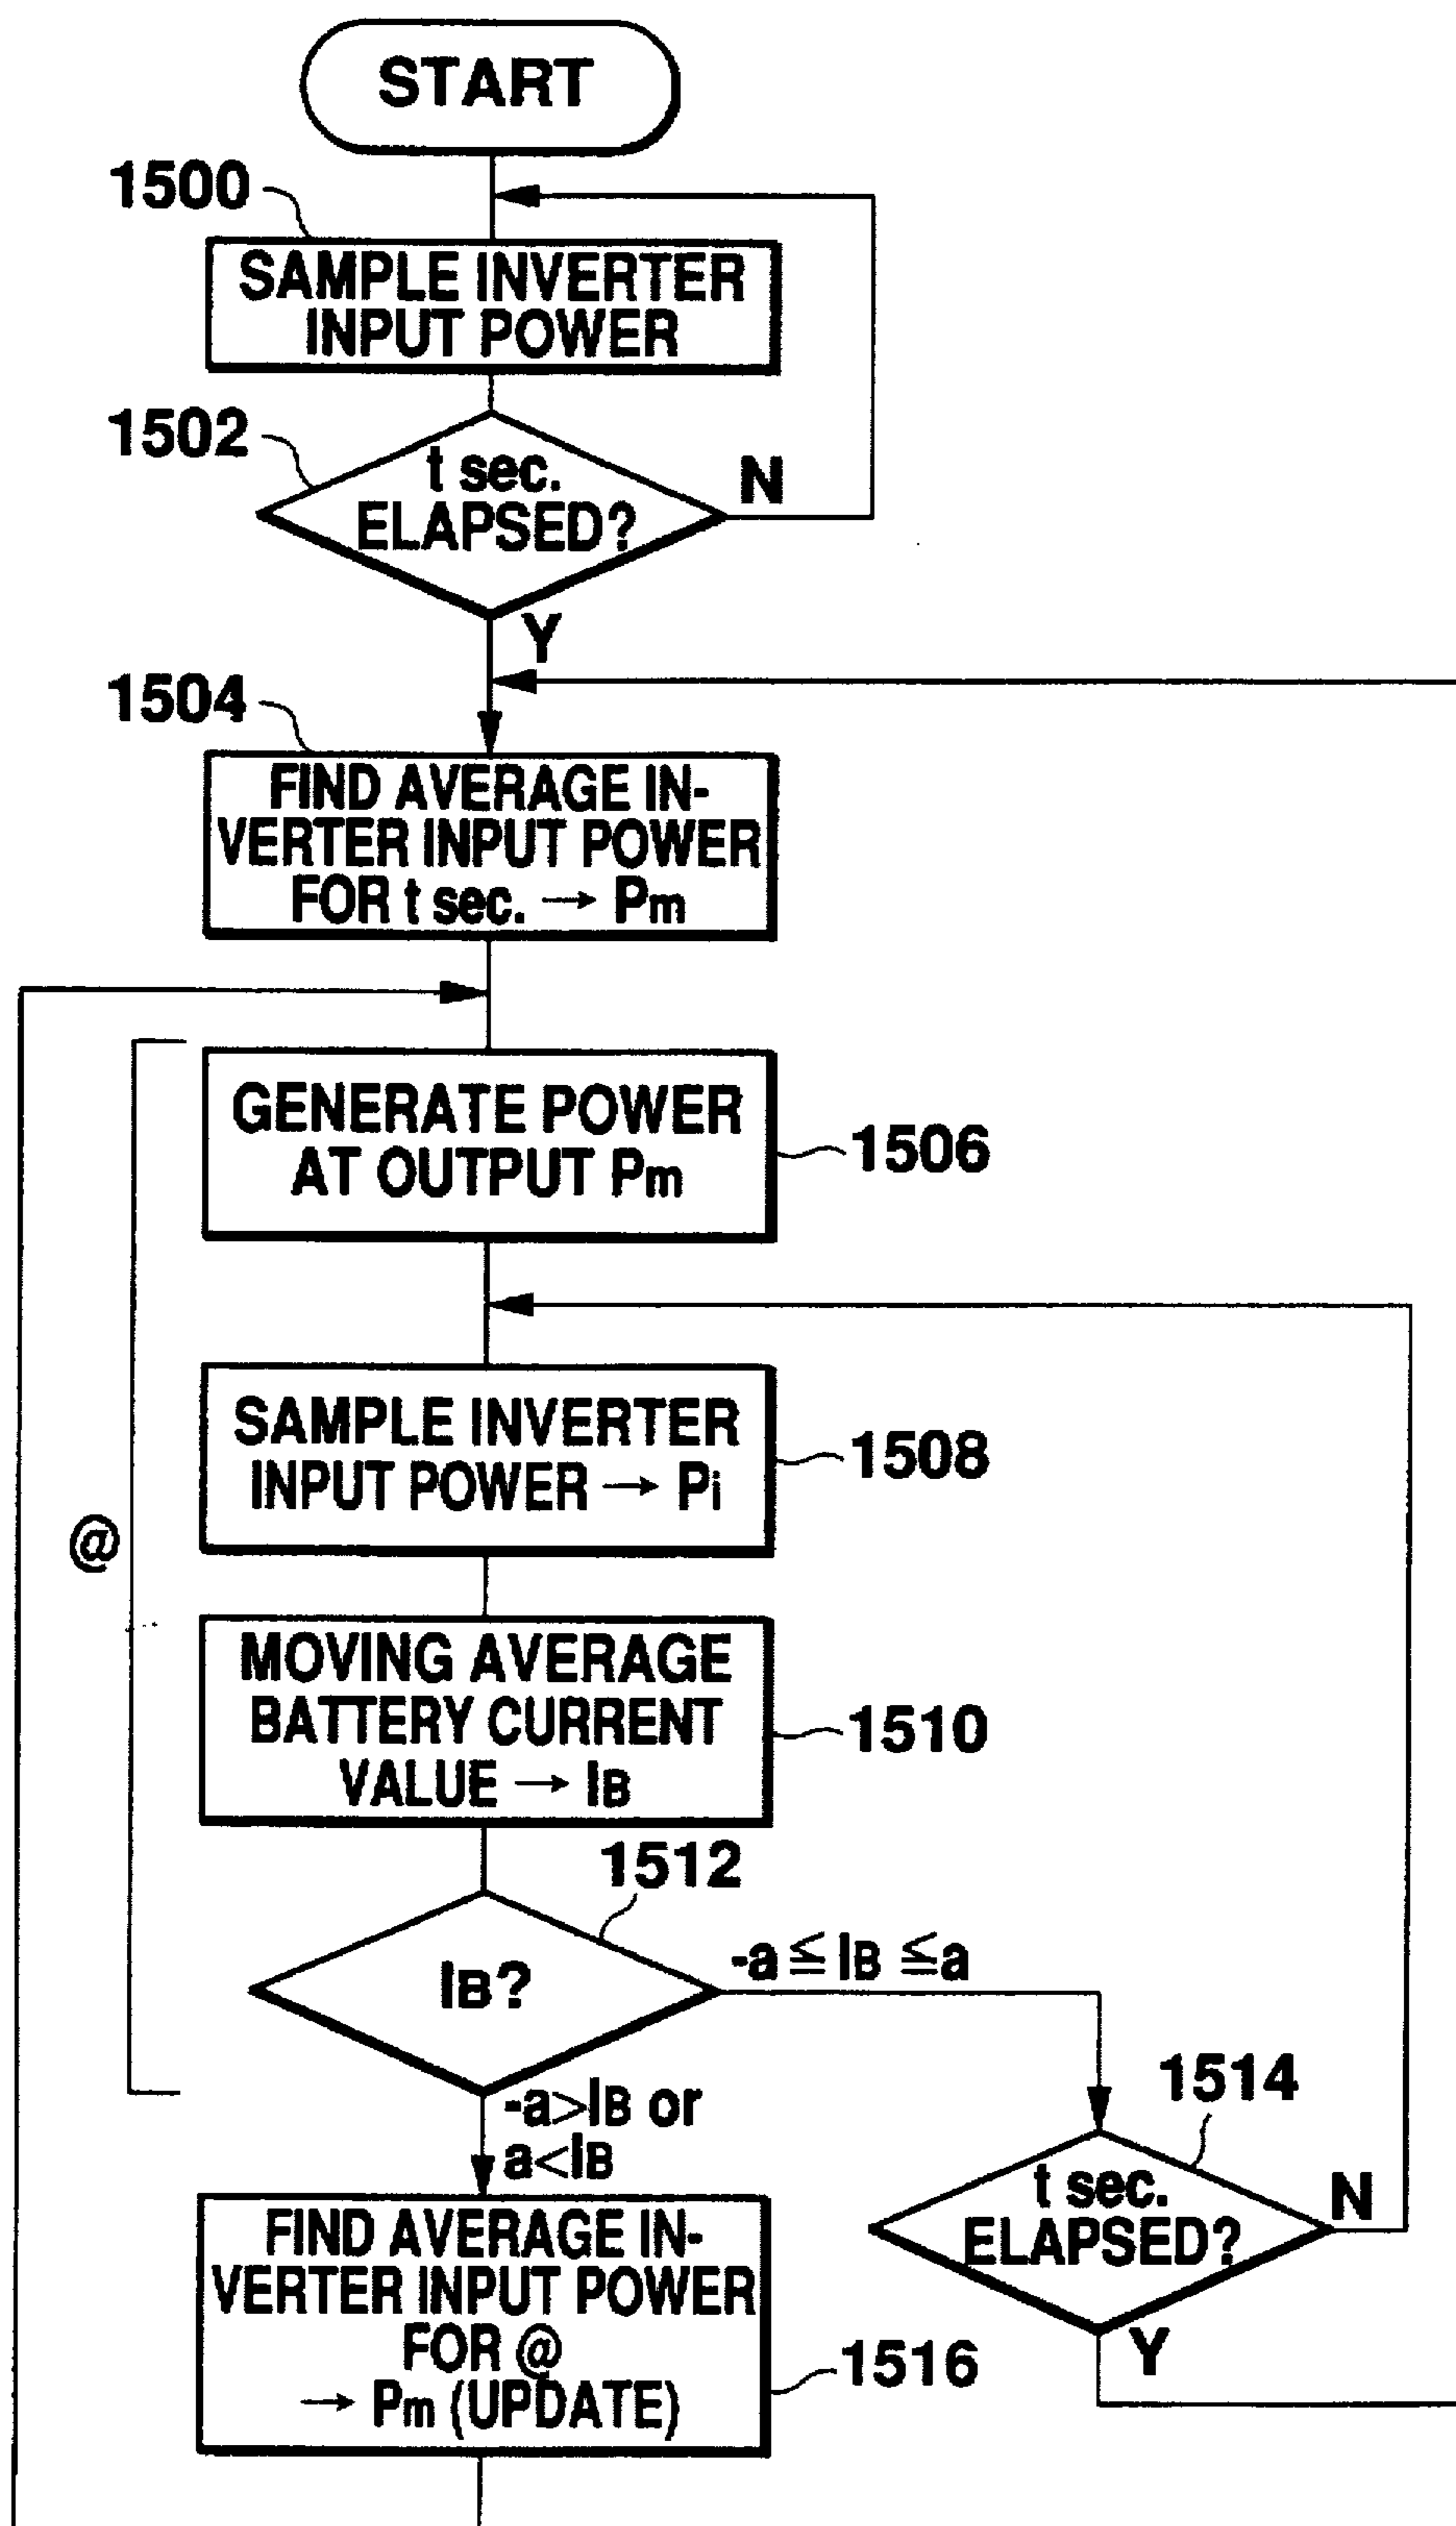 START
1500
SAMPLE INVERTER
INPUT POWER
1502
t sec.
ELAPSED?
N
Y
1504
FIND AVERAGE IN-
VERTER INPUT POWER
FOR t sec. → Pm
GENERATE POWER
AT OUTPUT Pm
1506
SAMPLE INVERTER
INPUT POWER → Pi
1508
@
MOVING AVERAGE
BATTERY CURRENT
VALUE → IB
1510
1512
IB?
-a ≦ IB ≦a
-a>IB or
a<IB
1514
t sec.
ELAPSED?
N
Y
FIND AVERAGE IN-
VERTER INPUT POWER
FOR @
→ Pm (UPDATE)
1516